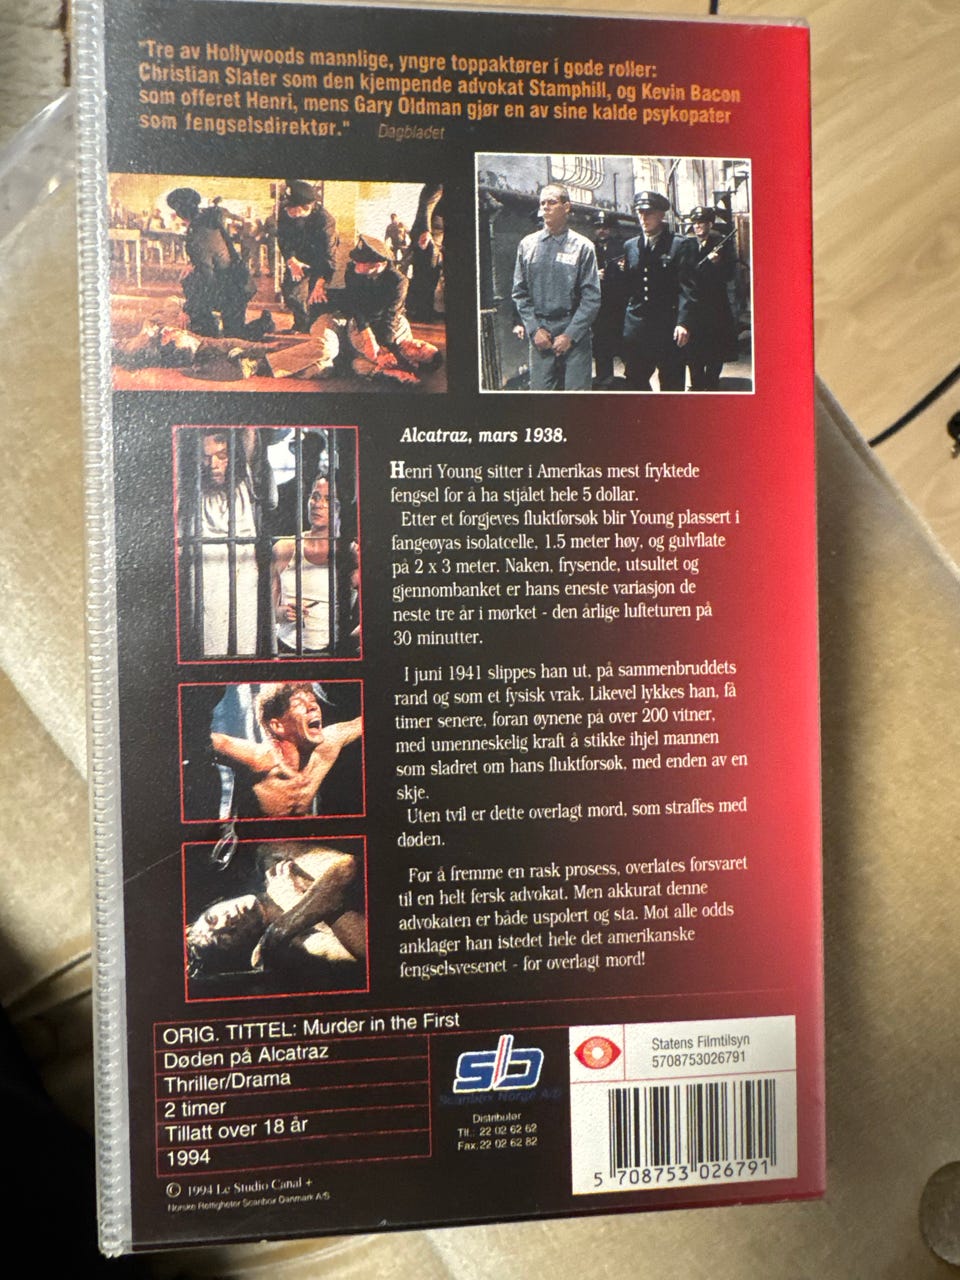 "Tre av Hollywoods mannlige, yngre toppaktører i gode roller:
Christian Slater som den kjempende advokat Stamphill, og Kevin Bacon
som offeret Henri, mens Gary Oldman gjør en av sine kalde psykopater
som fengselsdirektør." Dagbladet
Alcatraz, mars 1938.
Henri Young sitter i Amerikas mest fryktede
fengsel for å ha stjålet hele 5 dollar.
Etter et forgjeves fluktforsøk blir Young plassert i
fangeøyas isolatcelle, 1.5 meter høy, og gulvflate
på 2 x 3 meter. Naken, frysende, utsultet og
gjennombanket er hans eneste variasjon de
neste tre år i mørket - den årlige lufteturen på
30 minutter.
I juni 1941 slippes han ut, på sammenbruddets
rand og som et fysisk vrak. Likevel lykkes han, få
timer senere, foran øynene på over 200 vitner,
med umenneskelig kraft å stikke ihjel mannen
som sladret om hans fluktforsøk, med enden av en
skje.
Uten tvil er dette overlagt mord, som straffes med
døden.
For å fremme en rask prosess, overlates forsvaret
til en helt fersk advokat. Men akkurat denne
advokaten er både uspolert og sta. Mot alle odds
anklager han istedet hele det amerikanske
fengselsvesenet - for overlagt mord!
ORIG. TITTEL: Murder in the First
Døden på Alcatraz
Thriller/Drama
2 timer
Tillatt over 18 år
1994
© 1994 Le Studio Canal +
Norske Rettigheter Scanbox Danmark A/S
sb
Scanbox Norge A/S
Distributør
Tlf.: 22 02 62 62
Fax: 22 02 62 82
Statens Filmtilsyn
5708753026791
5 708753 026791